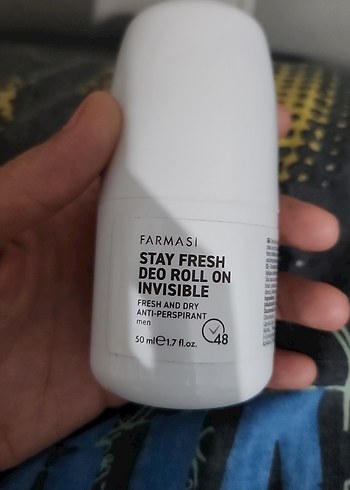 FARMASI
STAY FRESH
DEO ROLL ON
INVISIBLE
FRESH AND DRY
ANTI-PERSPIRANT
men
48
50 ml℮1.7 fl.oz.